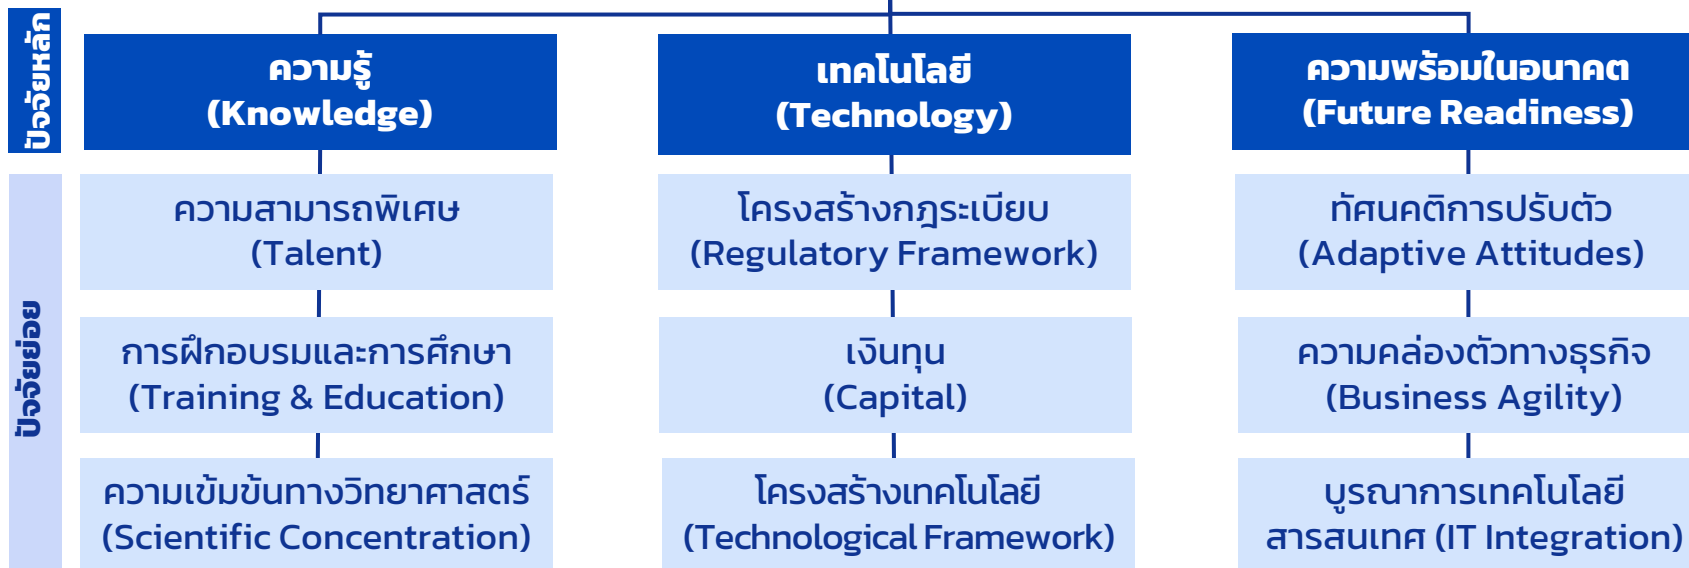 ปัจจัยหลัก
ความรู้
(Knowledge)
เทคโนโลยี
(Technology)
ความพร้อมในอนาคต
(Future Readiness)
ปัจจัยย่อย
ความสามารถพิเศษ
(Talent)
โครงสร้างกฎระเบียบ
(Regulatory Framework)
ทัศนคติการปรับตัว
(Adaptive Attitudes)
การฝึกอบรมและการศึกษา
(Training & Education)
เงินทุน
(Capital)
ความคล่องตัวทางธุรกิจ
(Business Agility)
ความเข้มข้นทางวิทยาศาสตร์
(Scientific Concentration)
โครงสร้างเทคโนโลยี
(Technological Framework)
บูรณาการเทคโนโลยี
สารสนเทศ (IT Integration)